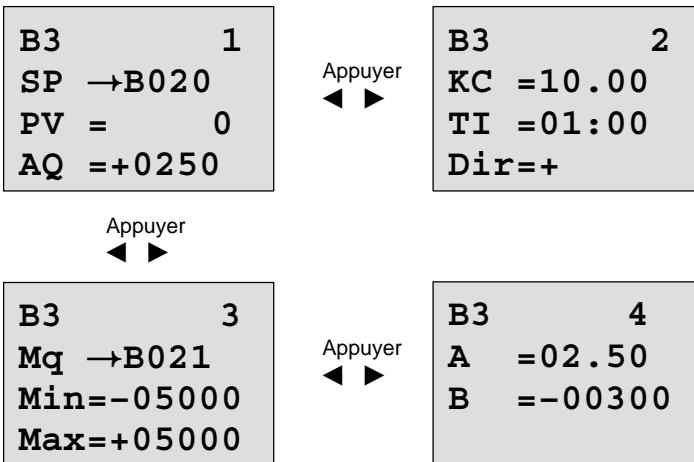 B3 1
SP →B020
PV = 0
AQ =+0250
Appuyer
◄ ►
B3 2
KC =10.00
TI =01:00
Dir=+
Appuyer
◄ ►
B3 3
Mq →B021
Min=-05000
Max=+05000
Appuyer
◄ ►
B3 4
A =02.50
B =-00300